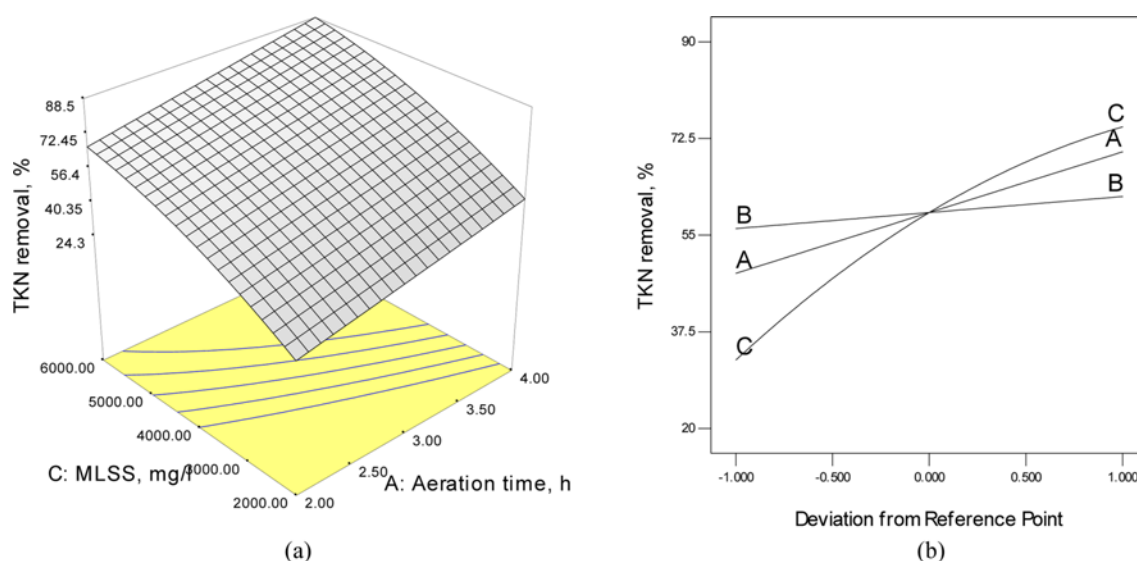 88.5
72.45
56.4
40.35
24.3
TKN removal, %
6000.00
5000.00
4000.00
3000.00
2000.00
C: MLSS, mg/l
4.00
3.50
3.00
2.50
2.00
A: Aeration time, h
(a)
90
72.5
55
37.5
20
TKN removal, %
C
A
B
B
A
C
-1.000
-0.500
0.000
0.500
1.000
Deviation from Reference Point
(b)